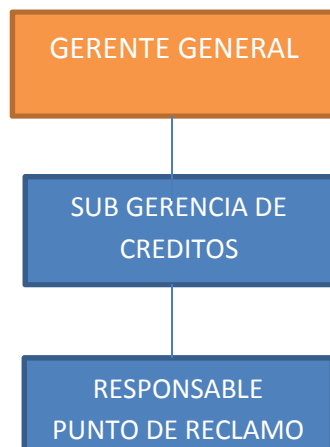 GERENTE GENERAL
SUB GERENCIA DE
CREDITOS
RESPONSABLE
PUNTO DE RECLAMO